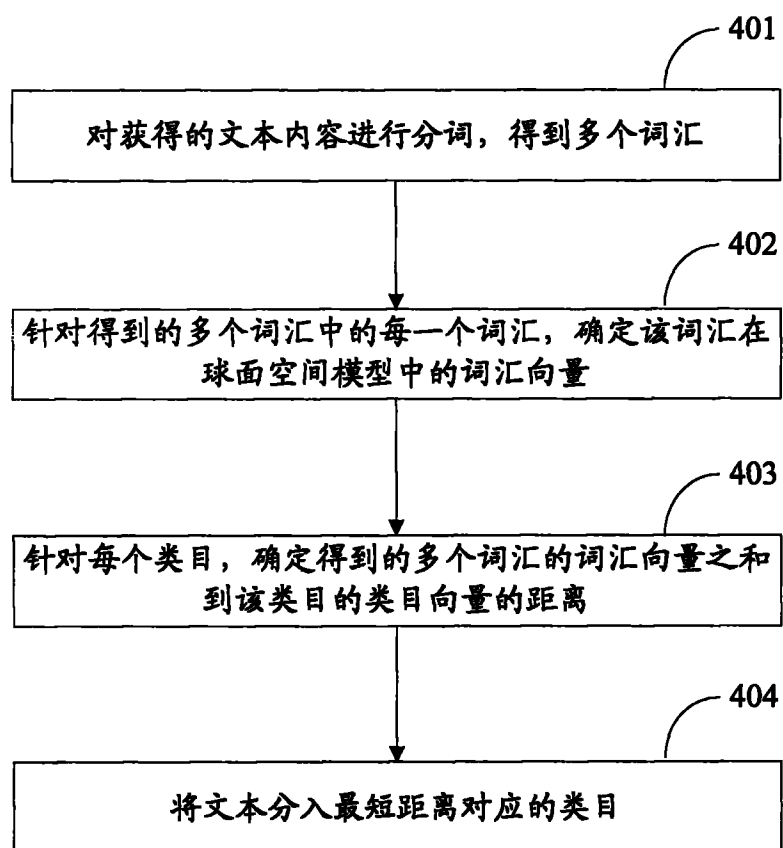 401
对获得的文本内容进行分词，得到多个词汇
402
针对得到的多个词汇中的每一个词汇，确定该词汇在
球面空间模型中的词汇向量
403
针对每个类目，确定得到的多个词汇的词汇向量之和
到该类目的类目向量的距离
404
将文本分入最短距离对应的类目